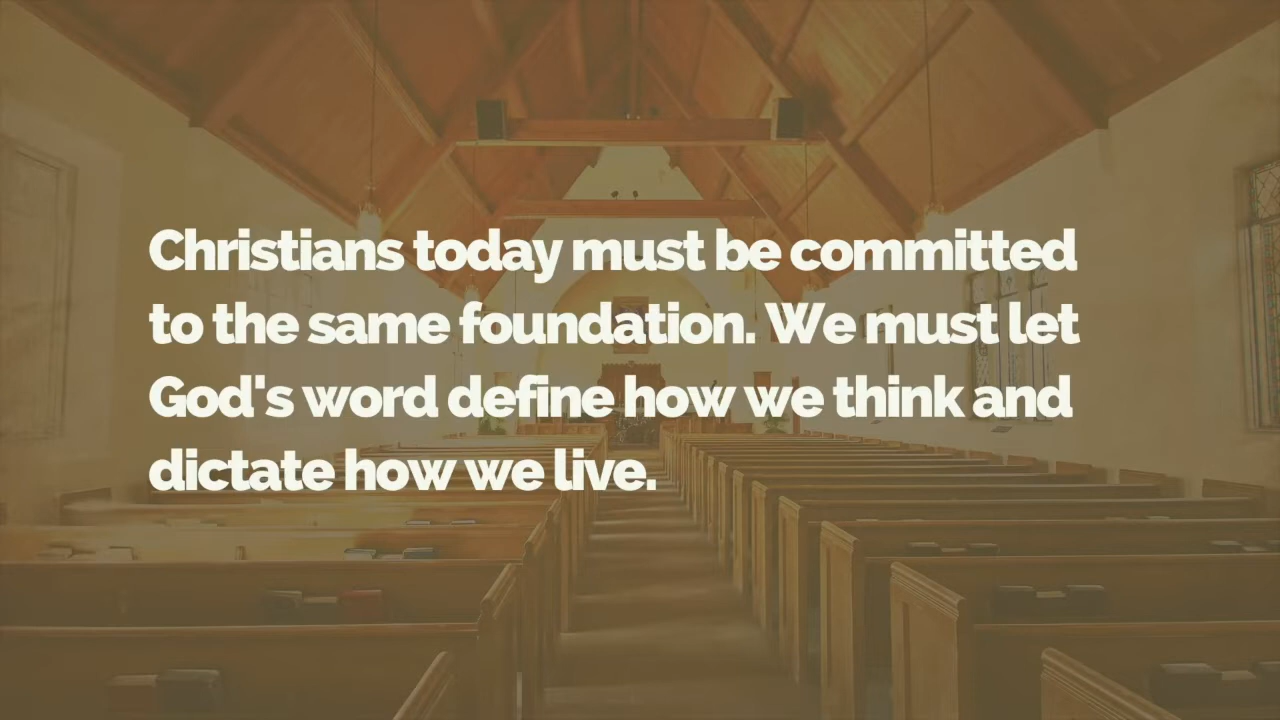 Christians today must be committed
to the same foundation. We must let
God's word define how we think and
dictate how we live.